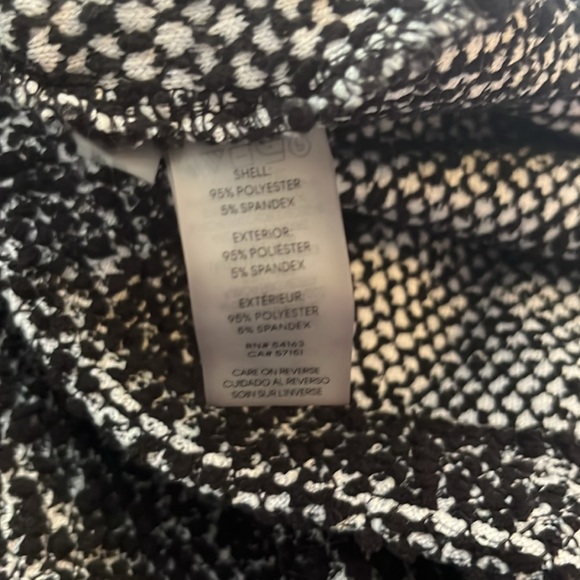 SHELL:
95% POLYESTER
5% SPANDEX
EXTERIOR:
95% POLIESTER
5% SPANDEX
EXTÉRIEUR:
95% POLYESTER
5% SPANDEX
RN# 54163
CA# 57151
CARE ON REVERSE
CUIDADO AL REVERSO
SOIN SUR L'INVERSE